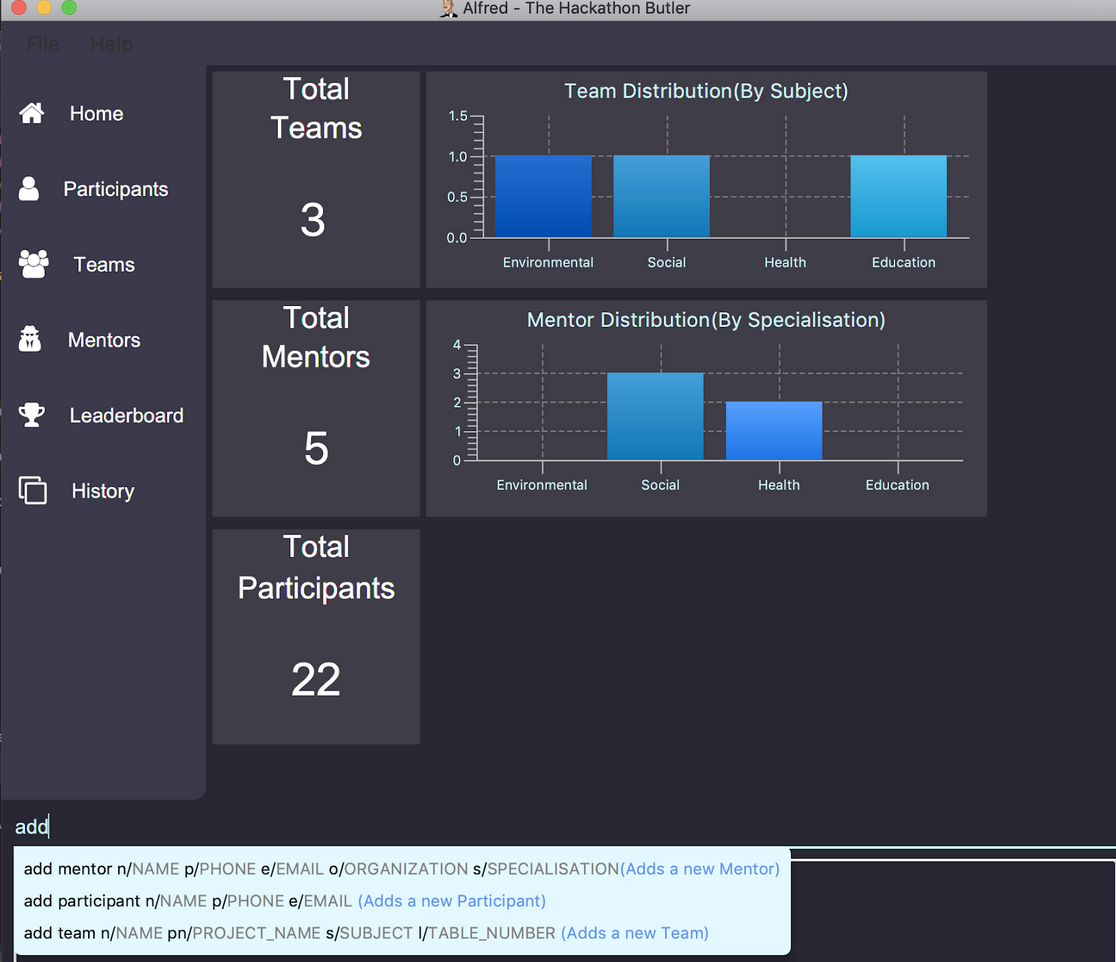 Alfred - The Hackathon Butler
File Help
Home
Participants
Teams
Mentors
Leaderboard
History
Total
Teams
3
Team Distribution(By Subject)
1.5
1.0
0.5
0.0
Environmental Social Health Education
Total
Mentors
5
Mentor Distribution(By Specialisation)
4
3
2
1
0
Environmental Social Health Education
Total
Participants
22
add
add mentor n/NAME p/PHONE e/EMAIL o/ORGANIZATION s/SPECIALISATION(Adds a new Mentor)
add participant n/NAME p/PHONE e/EMAIL (Adds a new Participant)
add team n/NAME pn/PROJECT_NAME s/SUBJECT l/TABLE_NUMBER (Adds a new Team)